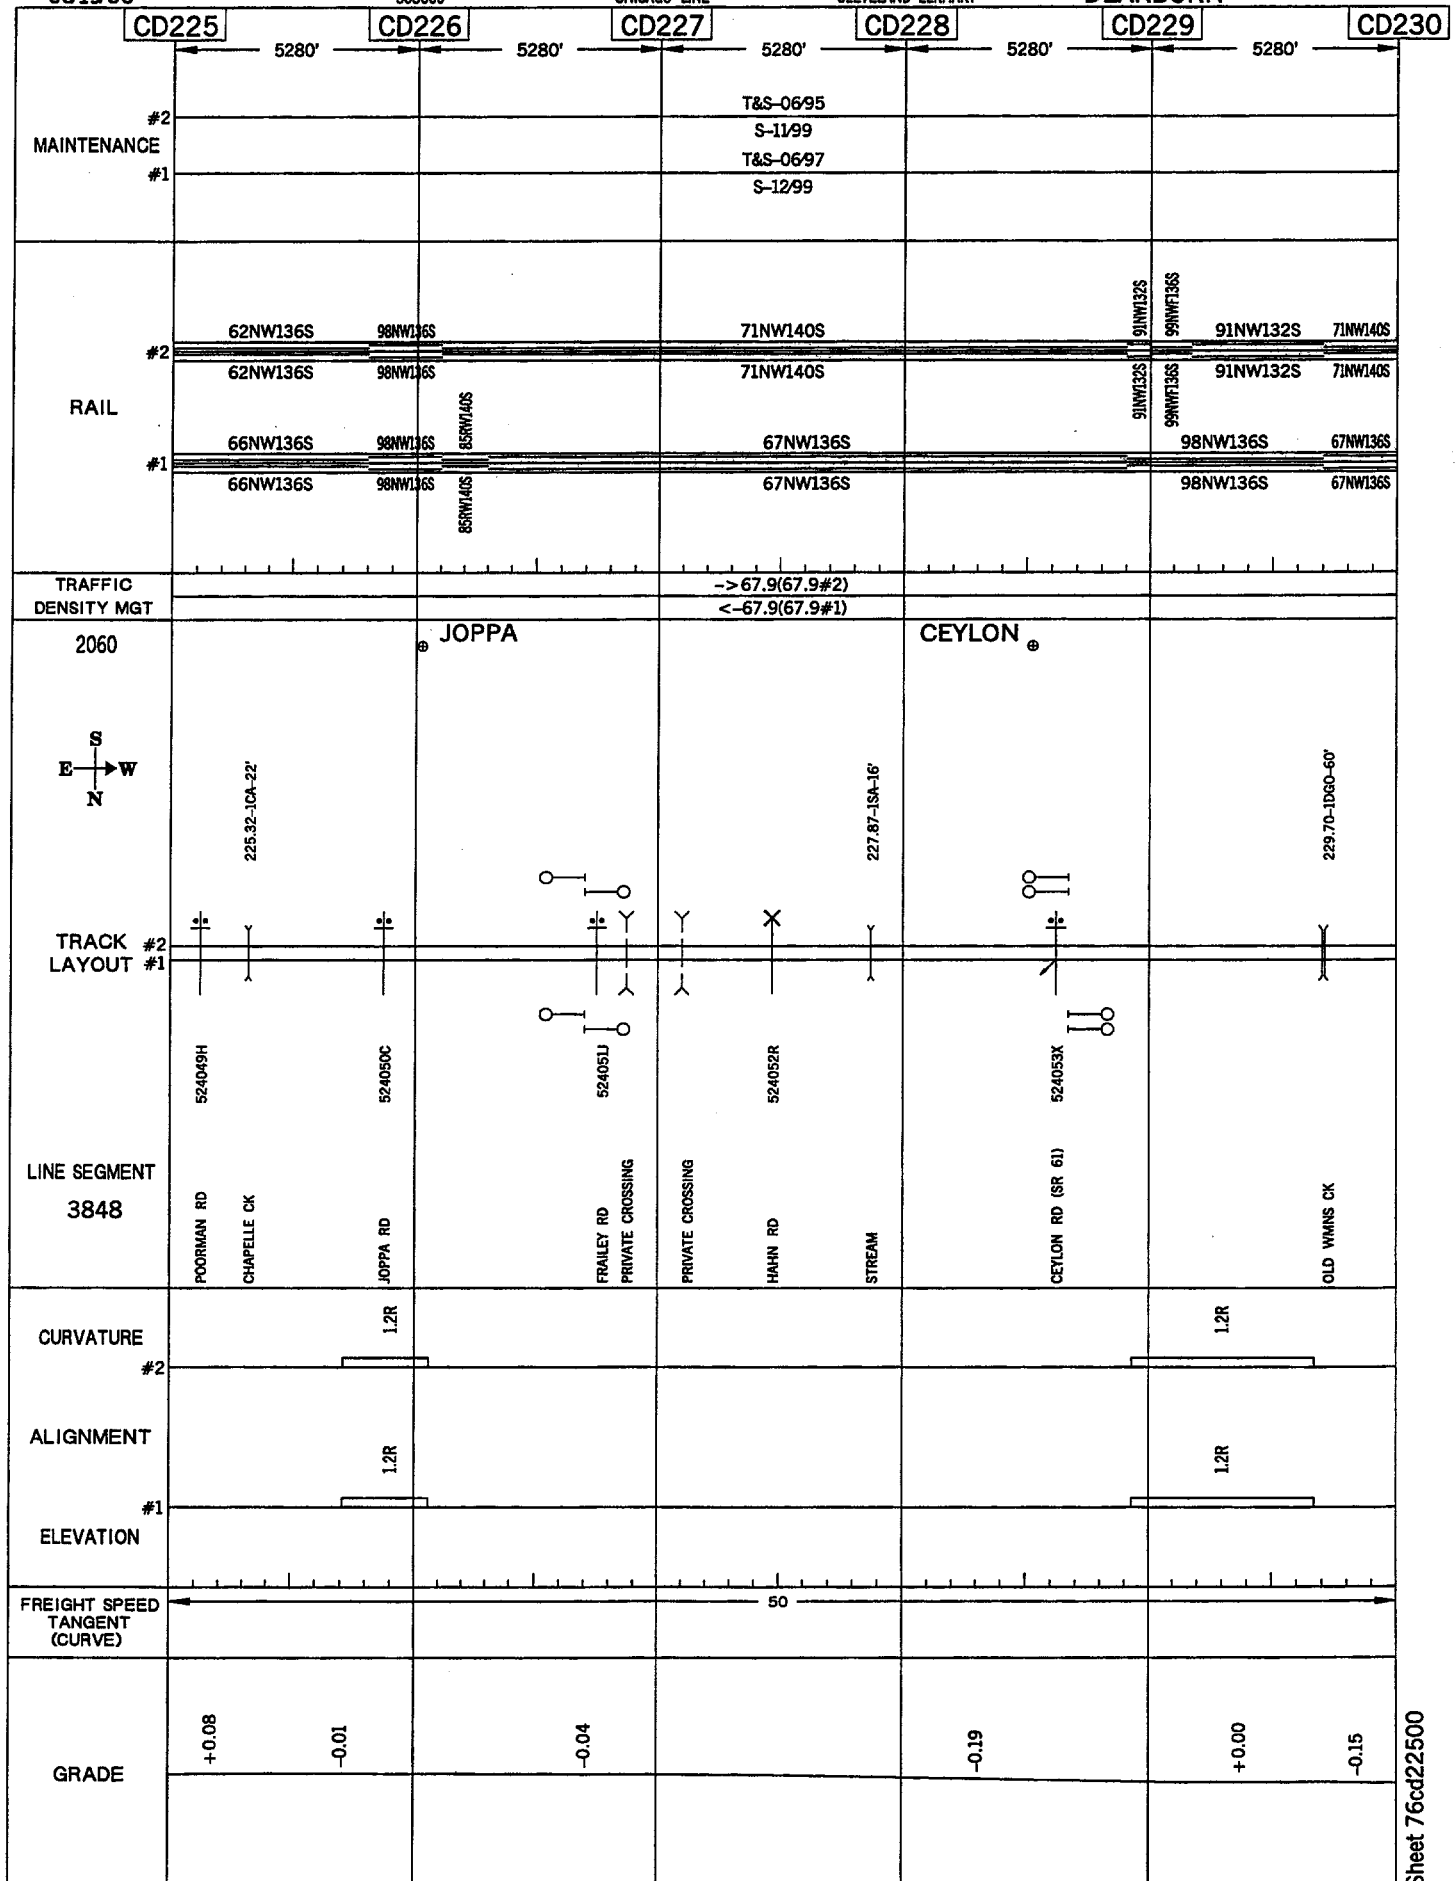 CD225 CD226 CD227 CD228 CD229 CD230
5280' 5280' 5280' 5280' 5280'
MAINTENANCE
#2
T&S-06/95
S-11/99
#1
T&S-06/97
S-12/99
RAIL
91NW132S 99NWF136S
62NW136S 98NW136S 71NW140S 91NW132S 71NW140S
#2
62NW136S 98NW136S 71NW140S 91NW132S 71NW140S
91NW132S 99NWF136S
85RW140S
66NW136S 98NW136S 67NW136S 98NW136S 67NW136S
#1
66NW136S 98NW136S 67NW136S 98NW136S 67NW136S
85RW140S
TRAFFIC
DENSITY MGT
->67.9(67.9#2)
<-67.9(67.9#1)
2060
JOPPA
CEYLON
S
E W
N
225.32-1CA-22'
227.87-1SA-16'
229.70-1DGO-60'
TRACK #2
LAYOUT #1
524049H
524050C
524051J
524052R
524053X
LINE SEGMENT
3848
POORMAN RD
CHAPELLE CK
JOPPA RD
FRAILEY RD
PRIVATE CROSSING
PRIVATE CROSSING
HAHN RD
STREAM
CEYLON RD (SR 61)
OLD WMNS CK
CURVATURE
#2
1.2R 1.2R
ALIGNMENT
#1
1.2R 1.2R
ELEVATION
FREIGHT SPEED
TANGENT
(CURVE)
50
GRADE
+0.08 -0.01 -0.04 -0.19 +0.00 -0.15
Sheet 76cd22500